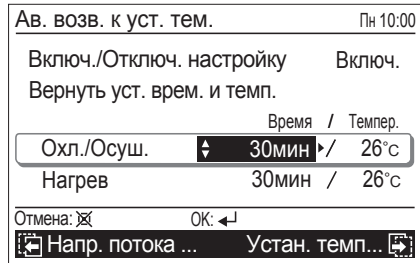 Ав. возв. к уст. тем. Пн 10:00
Включ./Отключ. настройку Включ.
Вернуть уст. врем. и темп.
Время / Темпер.
Охл./Осуш. 30мин / 26°c
Нагрев 30мин / 26°c
Отмена: OK:
Напр. потока ... Устан. темп...